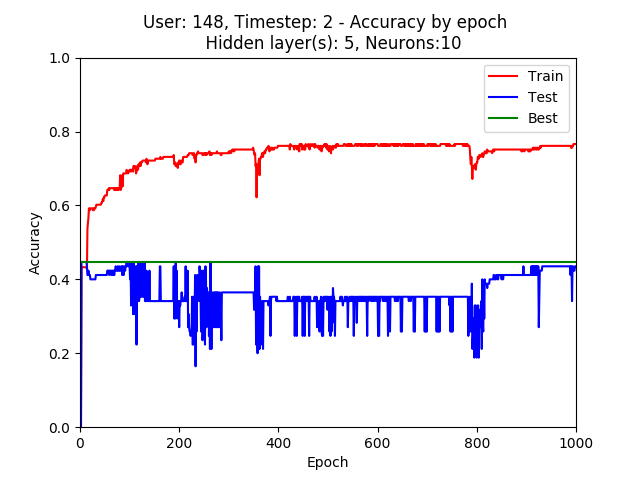 User: 148, Timestep: 2 - Accuracy by epoch
Hidden layer(s): 5, Neurons:10
1.0
0.8
0.6
0.4
0.2
0.0
Accuracy
Train
Test
Best
0
200
400
600
800
1000
Epoch